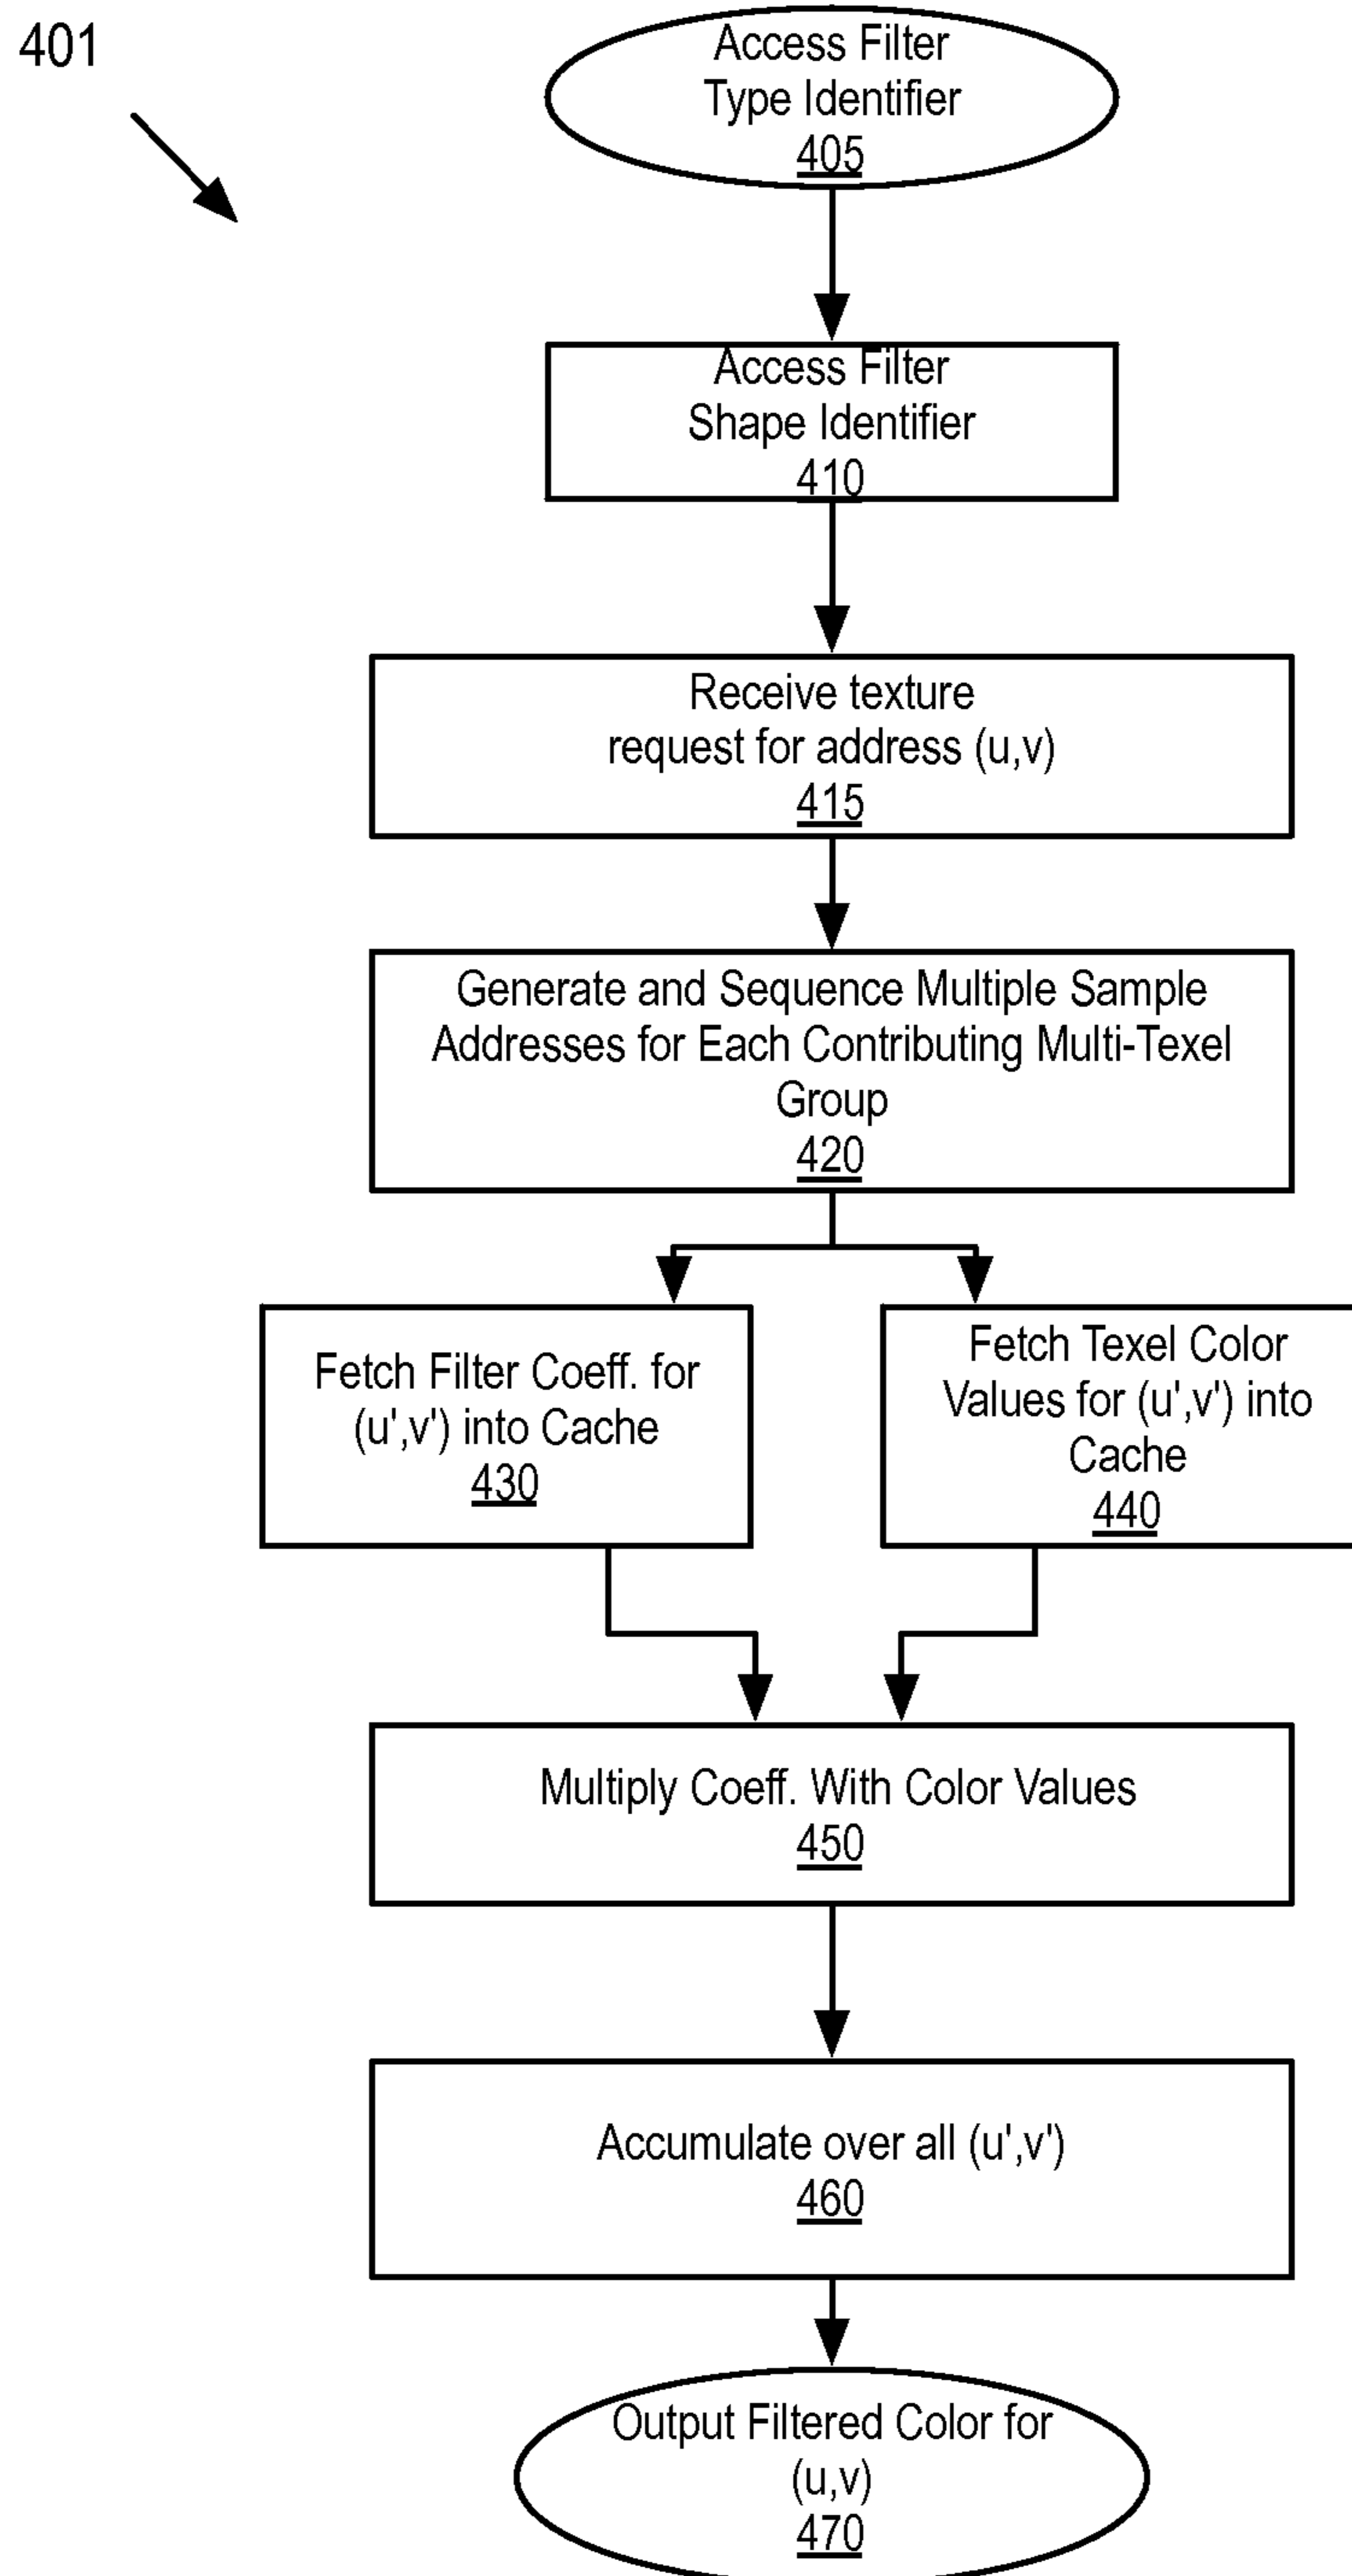 401
Access Filter
Type Identifier
405
Access Filter
Shape Identifier
410
Receive texture
request for address (u,v)
415
Generate and Sequence Multiple Sample
Addresses for Each Contributing Multi-Texel
Group
420
Fetch Filter Coeff. for
(u',v') into Cache
430
Fetch Texel Color
Values for (u',v') into
Cache
440
Multiply Coeff. With Color Values
450
Accumulate over all (u',v')
460
Output Filtered Color for
(u,v)
470